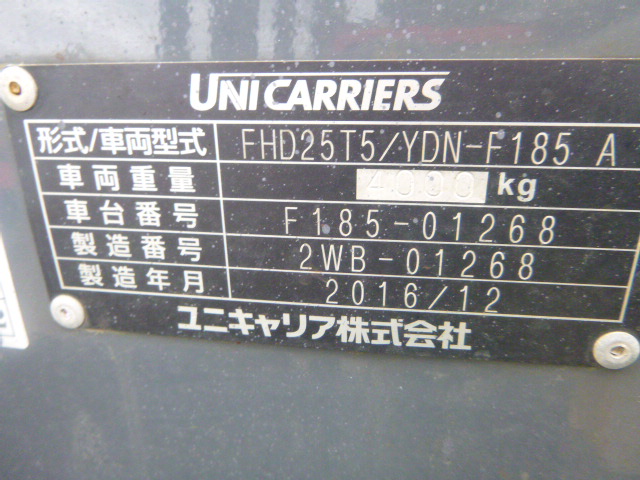 UNICARRIERS
形式/車両型式 FHD25T5/YDN-F185 A
車両重量 4000 kg
車台番号 F185-01268
製造番号 2WB-01268
製造年月 2016/12
ユニキャリア株式会社